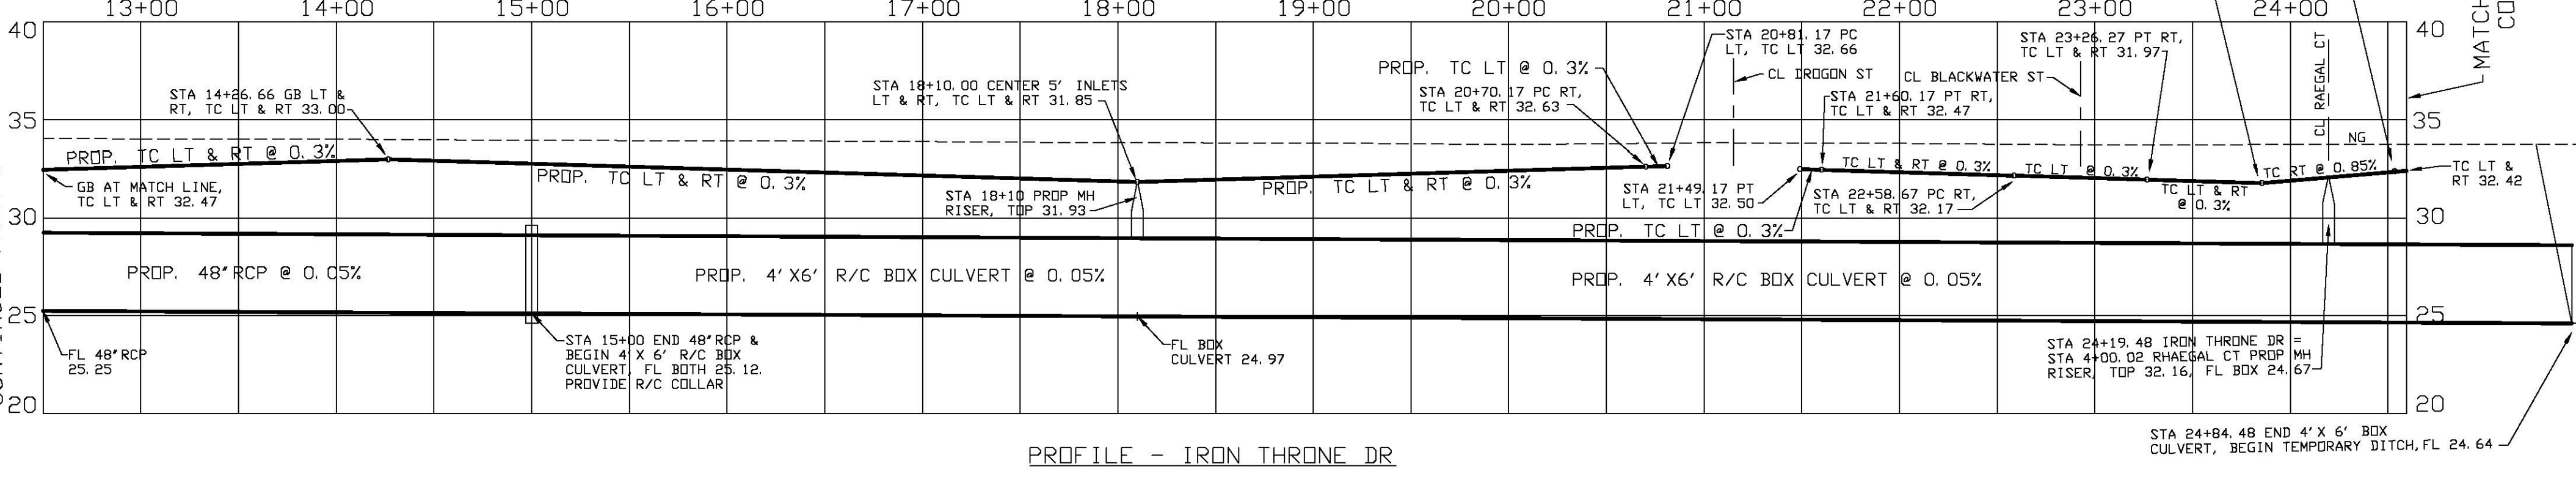 13+00 14+00 15+00 16+00 17+00 18+00 19+00 20+00 21+00 22+00 23+00 24+00
40
35
30
25
20
STA 14+26.66 GB LT &
RT, TC LT & RT 33.00
PROP. TC LT & RT @ 0.3%
GB AT MATCH LINE,
TC LT & RT 32.47
PROP. TC LT & RT @ 0.3%
STA 18+10.00 CENTER 5' INLETS
LT & RT, TC LT & RT 31.85
STA 18+10 PROP MH
RISER, TOP 31.93
PROP. TC LT & RT @ 0.3%
PROP. TC LT @ 0.3%
STA 20+70.17 PC RT,
TC LT & RT 32.63
STA 20+81.17 PC
LT, TC LT 32.66
CL DROGON ST
STA 21+60.17 PT RT,
TC LT & RT 32.47
STA 21+49.17 PT
LT, TC LT 32.50
PROP. TC LT @ 0.3%
TC LT & RT @ 0.3%
CL BLACKWATER ST
STA 22+58.67 PC RT,
TC LT & RT 32.17
TC LT @ 0.3%
STA 23+26.27 PT RT,
TC LT & RT 31.97
TC LT & RT
@ 0.3%
TC RT @ 0.85%
CL RAEGAL CT
NG
TC LT &
RT 32.42
MATCH
40
35
30
25
20
PROP. 48" RCP @ 0.05%
PROP. 4' X6' R/C BOX CULVERT @ 0.05%
PROP. 4' X6' R/C BOX CULVERT @ 0.05%
FL 48" RCP
25.25
STA 15+00 END 48" RCP &
BEGIN 4' X 6' R/C BOX
CULVERT, FL BOTH 25.12.
PROVIDE R/C COLLAR
FL BOX
CULVERT 24.97
STA 24+19.48 IRON THRONE DR =
STA 4+00.02 RHAEGAL CT PROP MH
RISER, TOP 32.16, FL BOX 24.67
STA 24+84.48 END 4' X 6' BOX
CULVERT, BEGIN TEMPORARY DITCH, FL 24.64
PROFILE - IRON THRONE DR